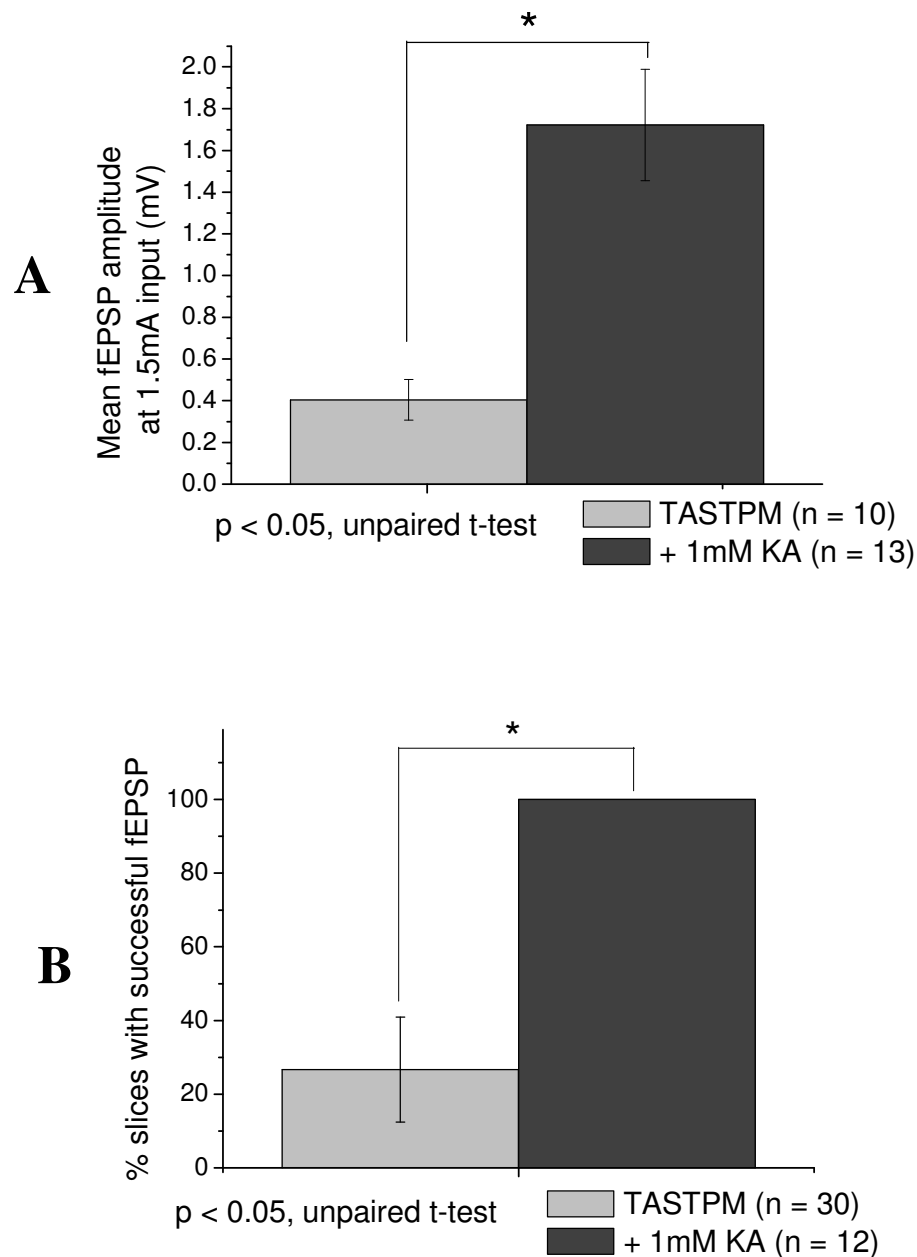 *
2.0
1.8
1.6
1.4
1.2
1.0
0.8
0.6
0.4
0.2
0.0
Mean fEPSP amplitude
at 1.5mA input (mV)
A
p < 0.05, unpaired t-test
TASTPM (n = 10)
+ 1mM KA (n = 13)
*
100
80
60
40
20
0
% slices with successful fEPSP
B
p < 0.05, unpaired t-test
TASTPM (n = 30)
+ 1mM KA (n = 12)